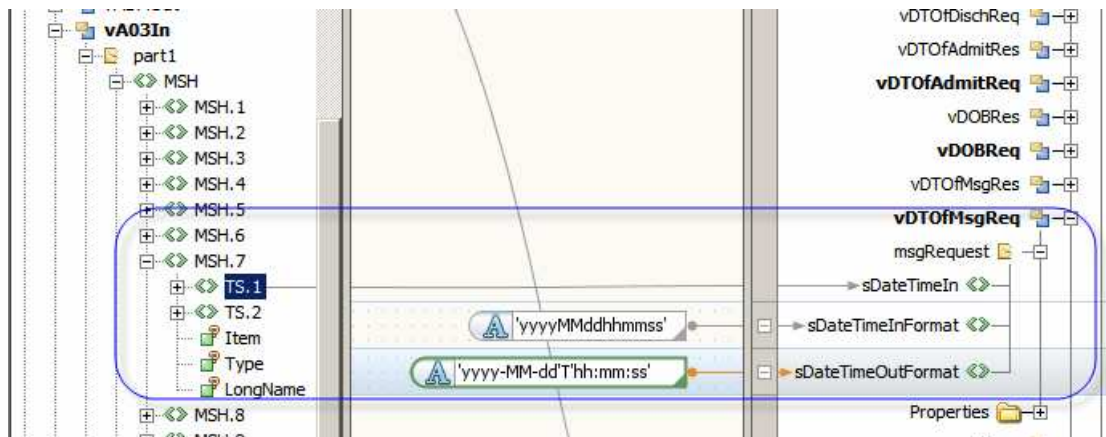 vA03In
part1
MSH
MSH.1
MSH.2
MSH.3
MSH.4
MSH.5
MSH.6
MSH.7
TS.1
TS.2
Item
Type
LongName
MSH.8
A 'yyyyMMddhhmmss'
A 'yyyy-MM-dd'T'hh:mm:ss'
vDTOfDischReq
vDTOfAdmitRes
vDTOfAdmitReq
vDOBRes
vDOBReq
vDTOfMsgRes
vDTOfMsgReq
msgRequest
sDateTimeIn
sDateTimeInFormat
sDateTimeOutFormat
Properties